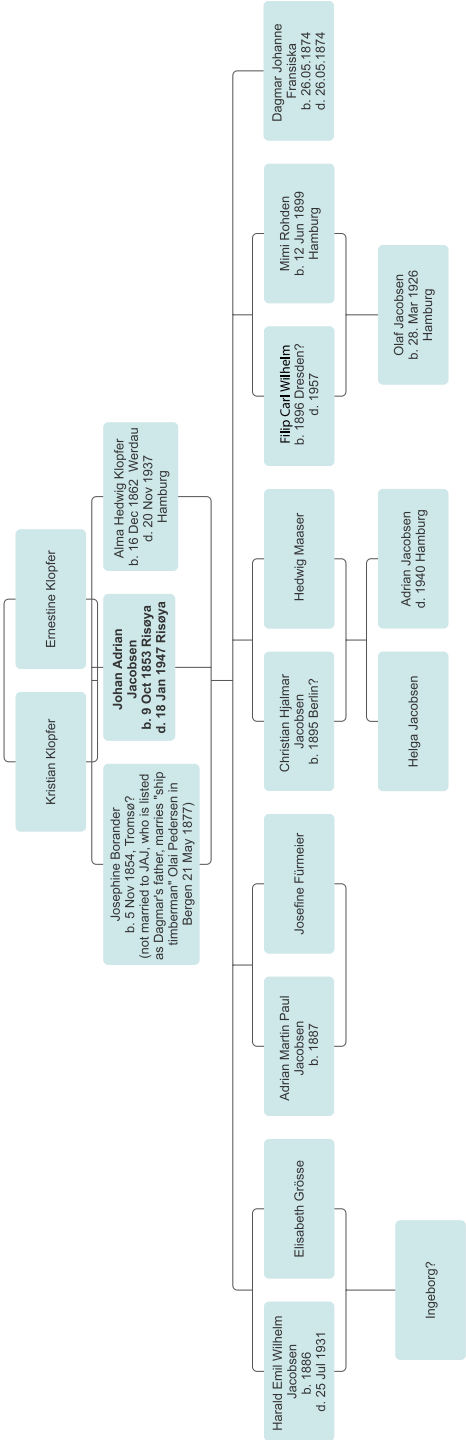 Kristian Klopfer
Ernestine Klopfer
Josephine Borander
b. 5 Nov 1854, Tromsø?
(not married to JAJ, who is listed
as Dagmar's father, marries "ship
timberman" Olai Pedersen in
Bergen 21 May 1877)
Johan Adrian
Jacobsen
b. 9 Oct 1853 Risøya
d. 18 Jan 1947 Risøya
Alma Hedwig Klopfer
b. 16 Dec 1862 Werdau
d. 20 Nov 1937
Hamburg
Harald Emil Wilhelm
Jacobsen
b. 1886
d. 25 Jul 1931
Elisabeth Grösse
Adrian Martin Paul
Jacobsen
b. 1887
Josefine Fürmeier
Christian Hjalmar
Jacobsen
b. 1895 Berlin?
Hedwig Maaser
Filip Carl Wilhelm
b. 1896 Dresden?
d. 1957
Mimi Rohden
b. 12 Jun 1899
Hamburg
Dagmar Johanne
Fransiska
b. 26.05.1874
d. 26.05.1874
Ingeborg?
Helga Jacobsen
Adrian Jacobsen
d. 1940 Hamburg
Olaf Jacobsen
b. 28. Mar 1926
Hamburg